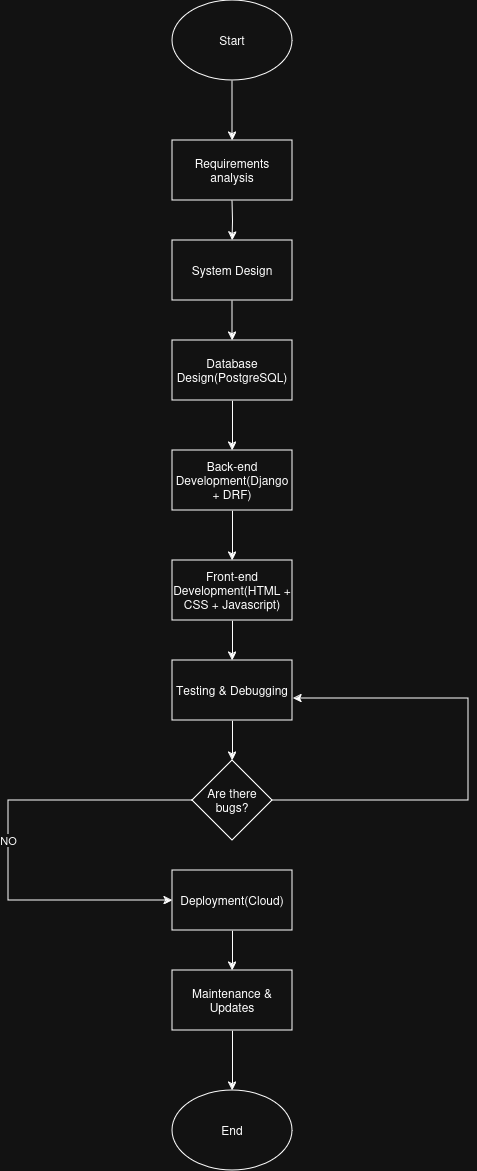 Start
Requirements
analysis
System Design
Database
Design(PostgreSQL)
Back-end
Development(Django
+ DRF)
Front-end
Development(HTML +
CSS + Javascript)
Testing & Debugging
Are there
bugs?
NO
Deployment(Cloud)
Maintenance &
Updates
End